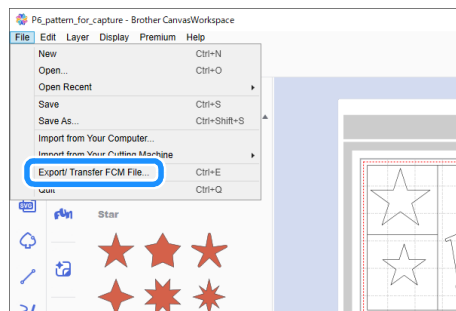 P6_pattern_for_capture - Brother CanvasWorkspace
File Edit Layer Display Premium Help
New Ctrl+N
Open... Ctrl+O
Open Recent
Save Ctrl+S
Save As... Ctrl+Shift+S
Import from Your Computer...
Import from Your Cutting Machine
Export/ Transfer FCM File... Ctrl+E
Quit Ctrl+Q
SVG
Star